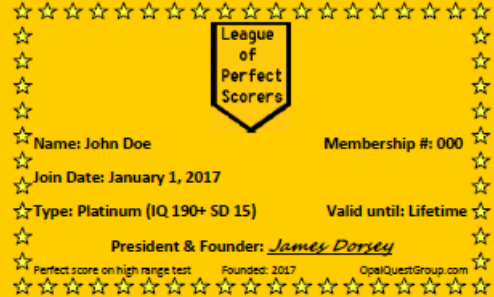 League
of
Perfect
Scorers
Name: John Doe Membership #: 000
Join Date: January 1, 2017
Type: Platinum (IQ 190+ SD 15) Valid until: Lifetime
President & Founder: James Dorsey
Perfect score on high range test Founded: 2017 OpalQuestGroup.com